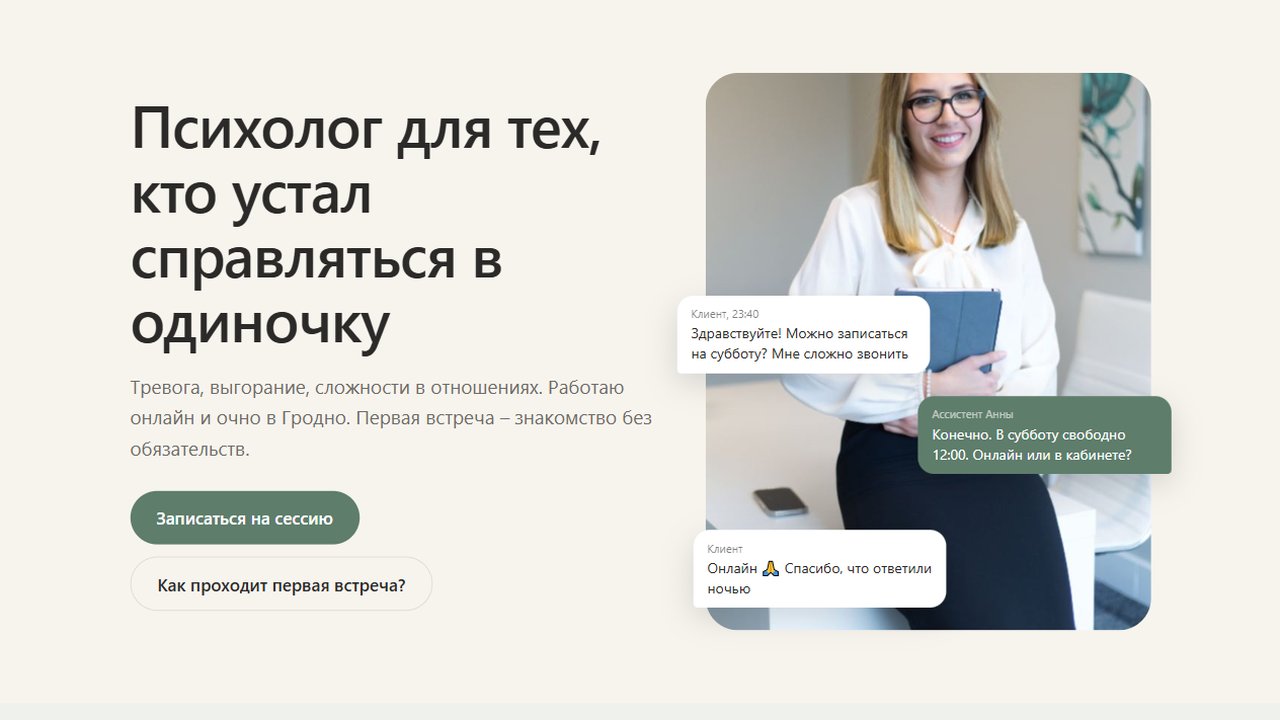 Психолог для тех,
кто устал
справляться в
одиночку
Тревога, выгорание, сложности в отношениях. Работаю
онлайн и очно в Гродно. Первая встреча – знакомство без
обязательств.
Записаться на сессию
Как проходит первая встреча?
Клиент, 23:40
Здравствуйте! Можно записаться
на субботу? Мне сложно звонить
Ассистент Анны
Конечно. В субботу свободно
12:00. Онлайн или в кабинете?
Клиент
Онлайн 🙏 Спасибо, что ответили
ночью